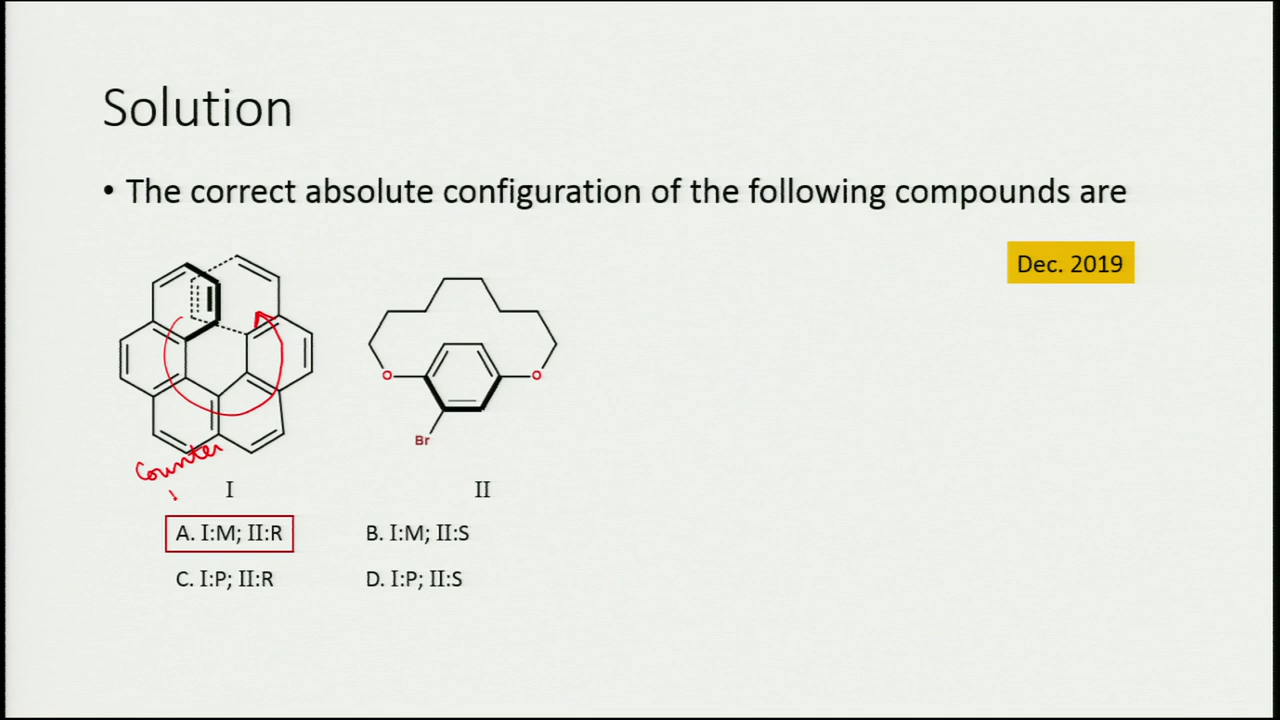 Solution
• The correct absolute configuration of the following compounds are
Dec. 2019
O
O
Br
Counter
I
II
A. I:M; II:R
B. I:M; II:S
C. I:P; II:R
D. I:P; II:S